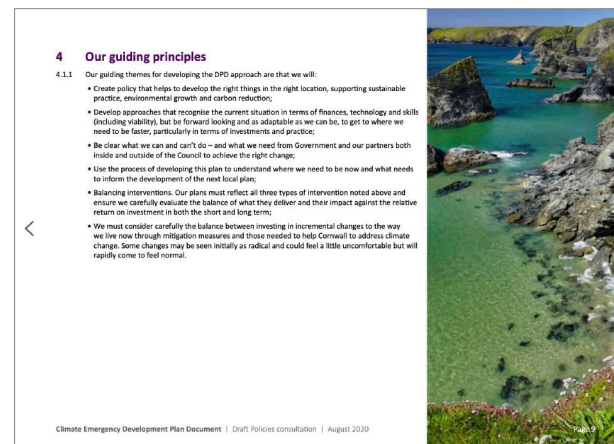 4 Our guiding principles
4.1.1 Our guiding themes for developing the DPD approach are that we will:
• Create policy that helps to develop the right things in the right location, supporting sustainable
practice, environmental growth and carbon reduction;
• Develop approaches that recognise the current situation in terms of finances, technology and skills
(including viability), but be forward looking and as adaptable as we can be, to get to where we
need to be faster, particularly in terms of investments and practice;
• Be clear what we can and can't do – and what we need from Government and our partners both
inside and outside of the Council to achieve the right change;
• Use the process of developing this plan to understand where we need to be now and what needs
to inform the development of the next local plan;
• Balancing interventions. Our plans must reflect all three types of intervention noted above and
ensure we carefully evaluate the balance of what they deliver and their impact against the relative
return on investment in both the short and long term;
• We must consider carefully the balance between investing in incremental changes to the way
we live now through mitigation measures and those needed to help Cornwall to address climate
change. Some changes may be seen initially as radical and could feel a little uncomfortable but will
rapidly come to feel normal.
Climate Emergency Development Plan Document | Draft Policies consultation | August 2020
Page 9